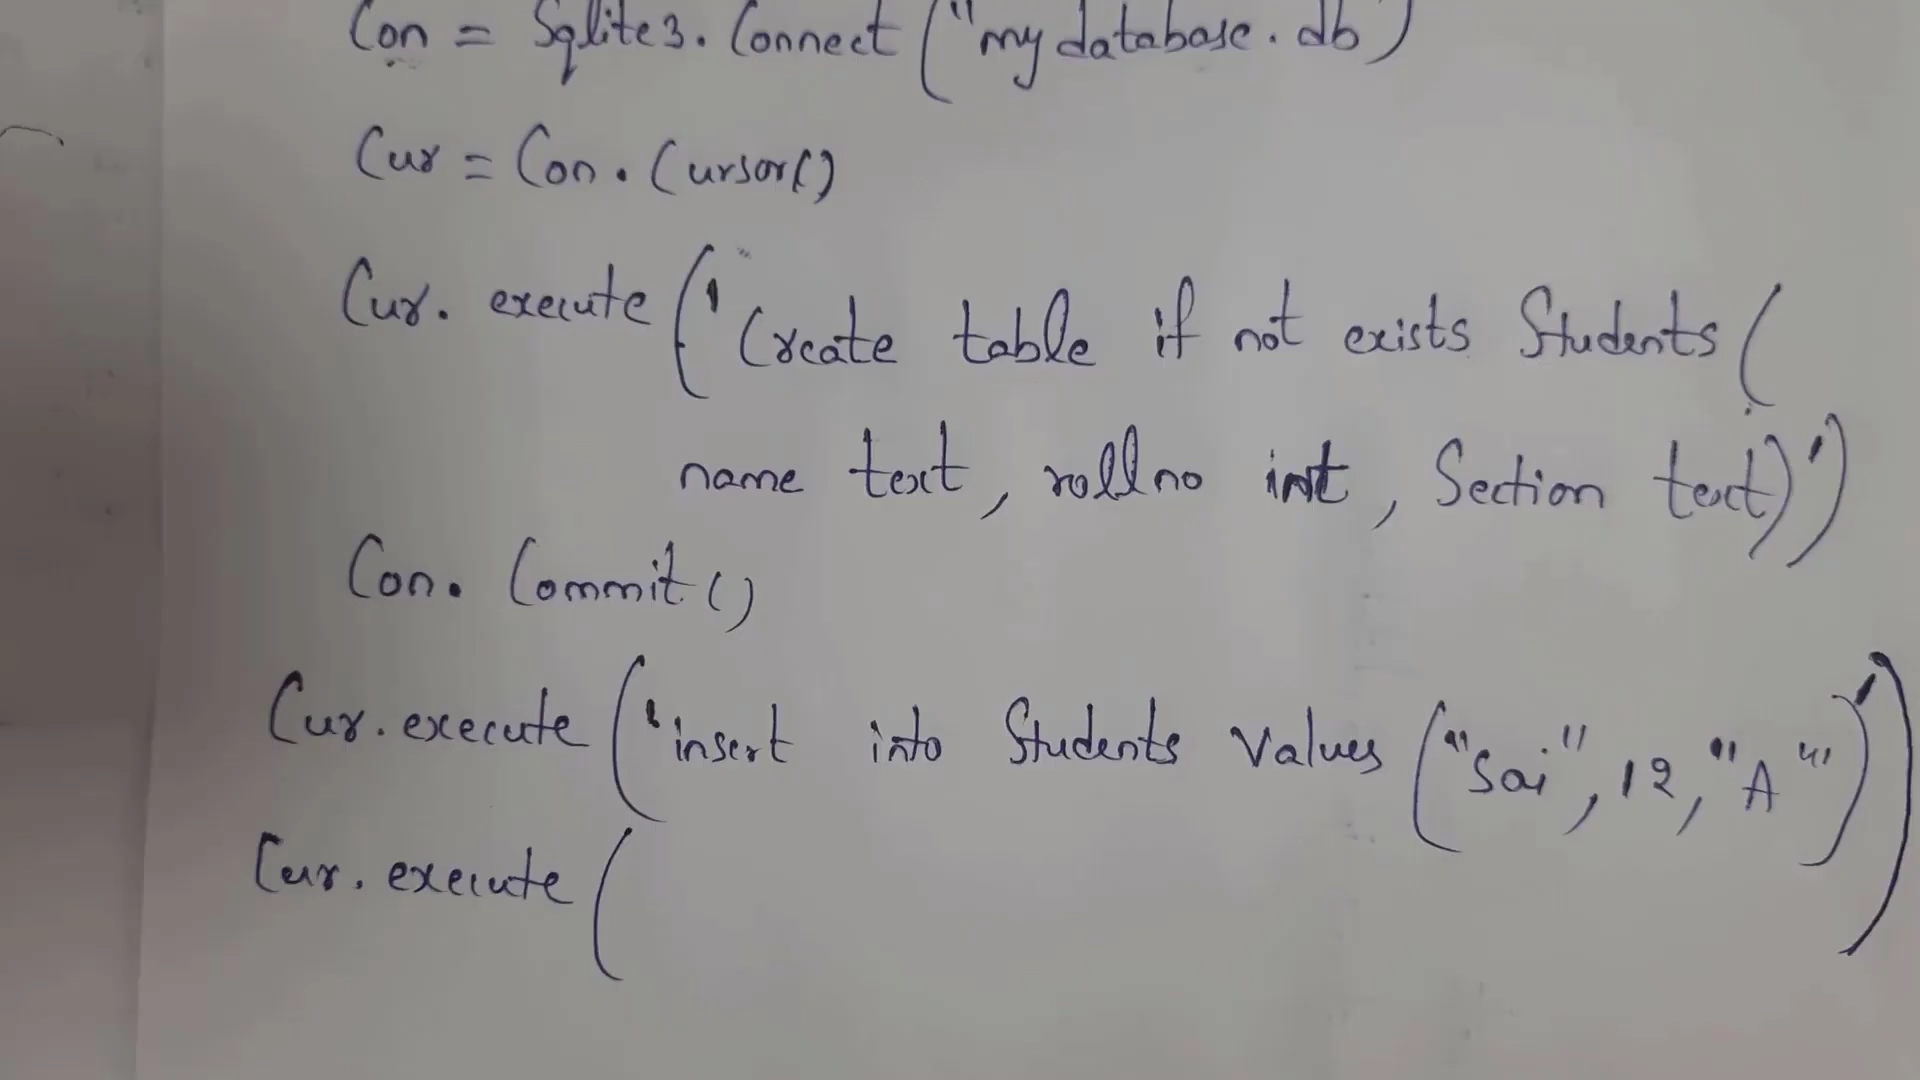 Con = Sqlite3. Connect ("my database. db)
Cur = Con. Cursor()
Cur. execute ('Create table if not exists Students (
name text, rollno int, Section text)')
Con. Commit ()
Cur. execute ('insert into Students Values ("Sai", 12, "A")')
Cur. execute (